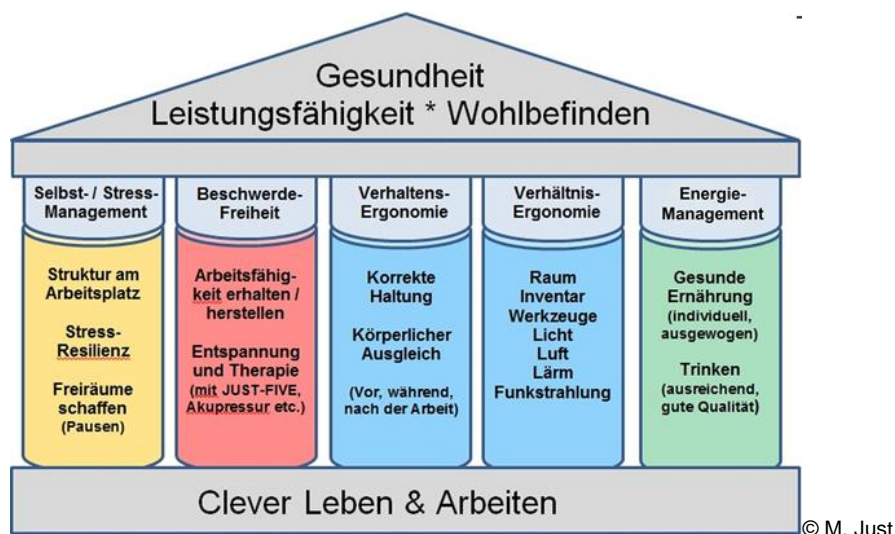 Gesundheit
Leistungsfähigkeit * Wohlbefinden
Selbst- / Stress-
Management
Struktur am
Arbeitsplatz
Stress-
Resilienz
Freiräume
schaffen
(Pausen)
Beschwerde-
Freiheit
Arbeitsfähig-
keit erhalten /
herstellen
Entspannung
und Therapie
(mit JUST-FIVE,
Akupressur etc.)
Verhaltens-
Ergonomie
Korrekte
Haltung
Körperlicher
Ausgleich
(Vor, während,
nach der Arbeit)
Verhältnis-
Ergonomie
Raum
Inventar
Werkzeuge
Licht
Luft
Lärm
Funkstrahlung
Energie-
Management
Gesunde
Ernährung
(individuell,
ausgewogen)
Trinken
(ausreichend,
gute Qualität)
Clever Leben & Arbeiten
© M. Just